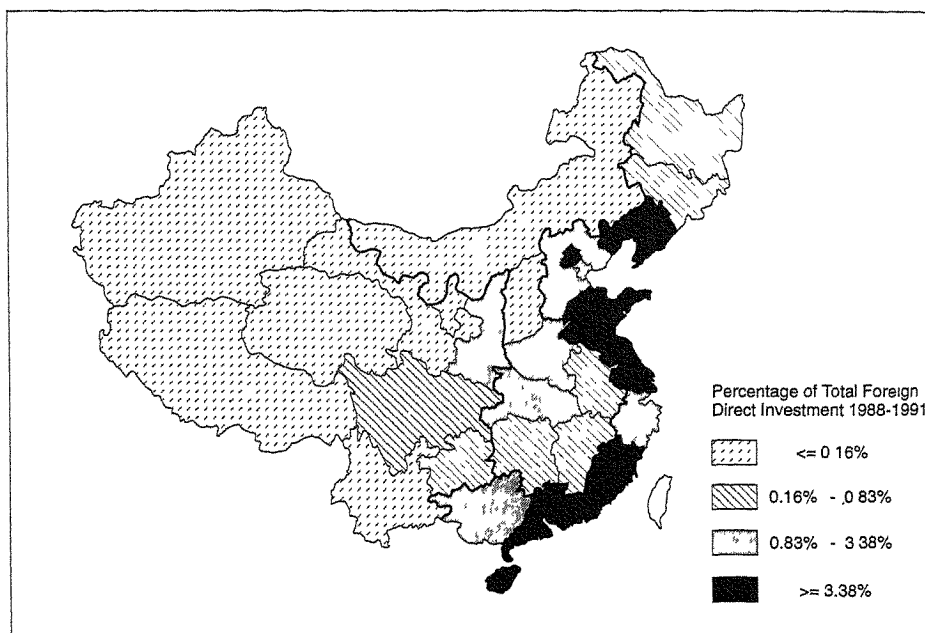 Percentage of Total Foreign
Direct Investment 1988-1991
<= 0 16%
0.16% - 0.83%
0.83% - 3 38%
>= 3.38%